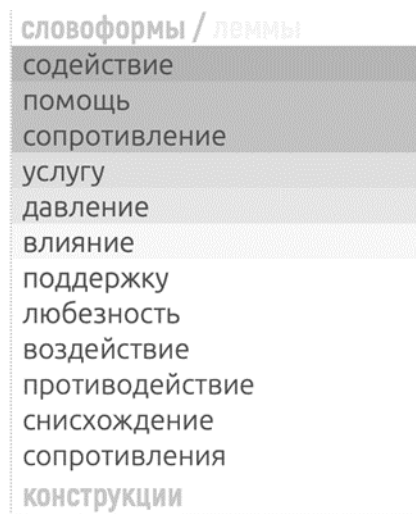 словоформы / леммы
содействие
помощь
сопротивление
услугу
давление
влияние
поддержку
любезность
воздействие
противодействие
снисхождение
сопротивления
конструкции